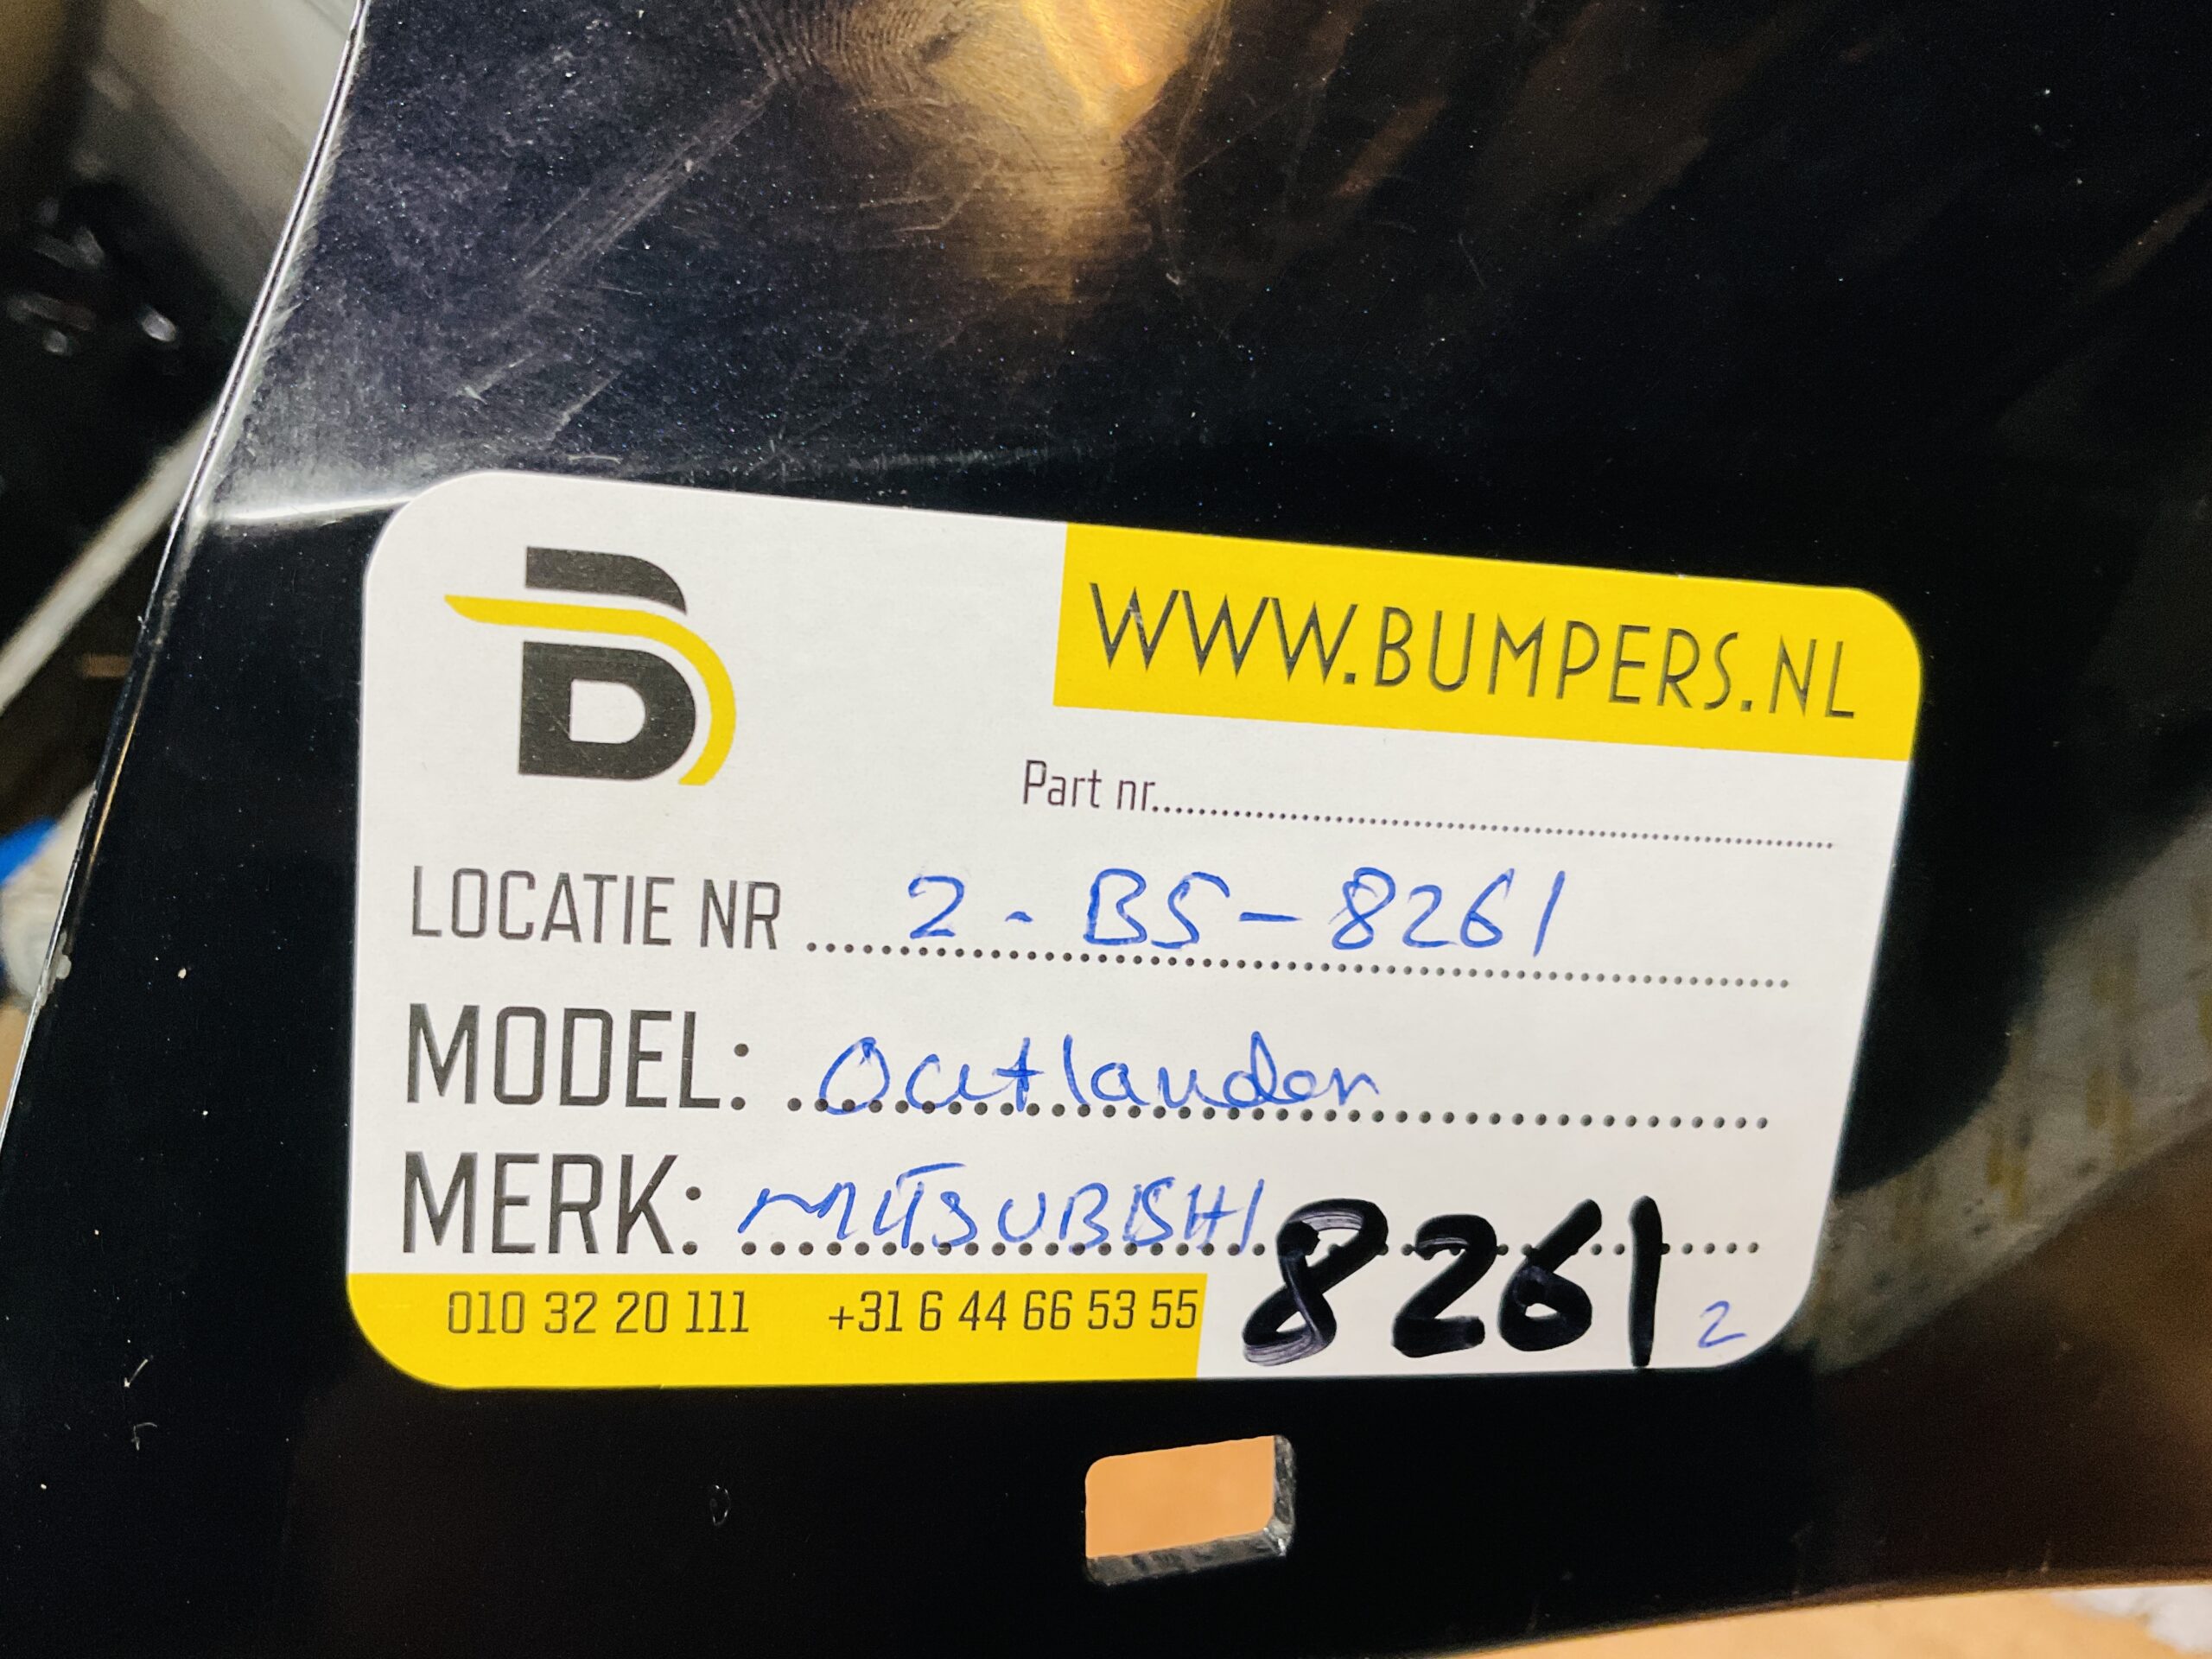 B
WWW.BUMPERS.NL
Part nr..........
LOCATIE NR 2 - BS - 8261
MODEL: Outlander
MERK: MITSUBISHI
8261 2
010 32 20 111 +31 6 44 66 53 55